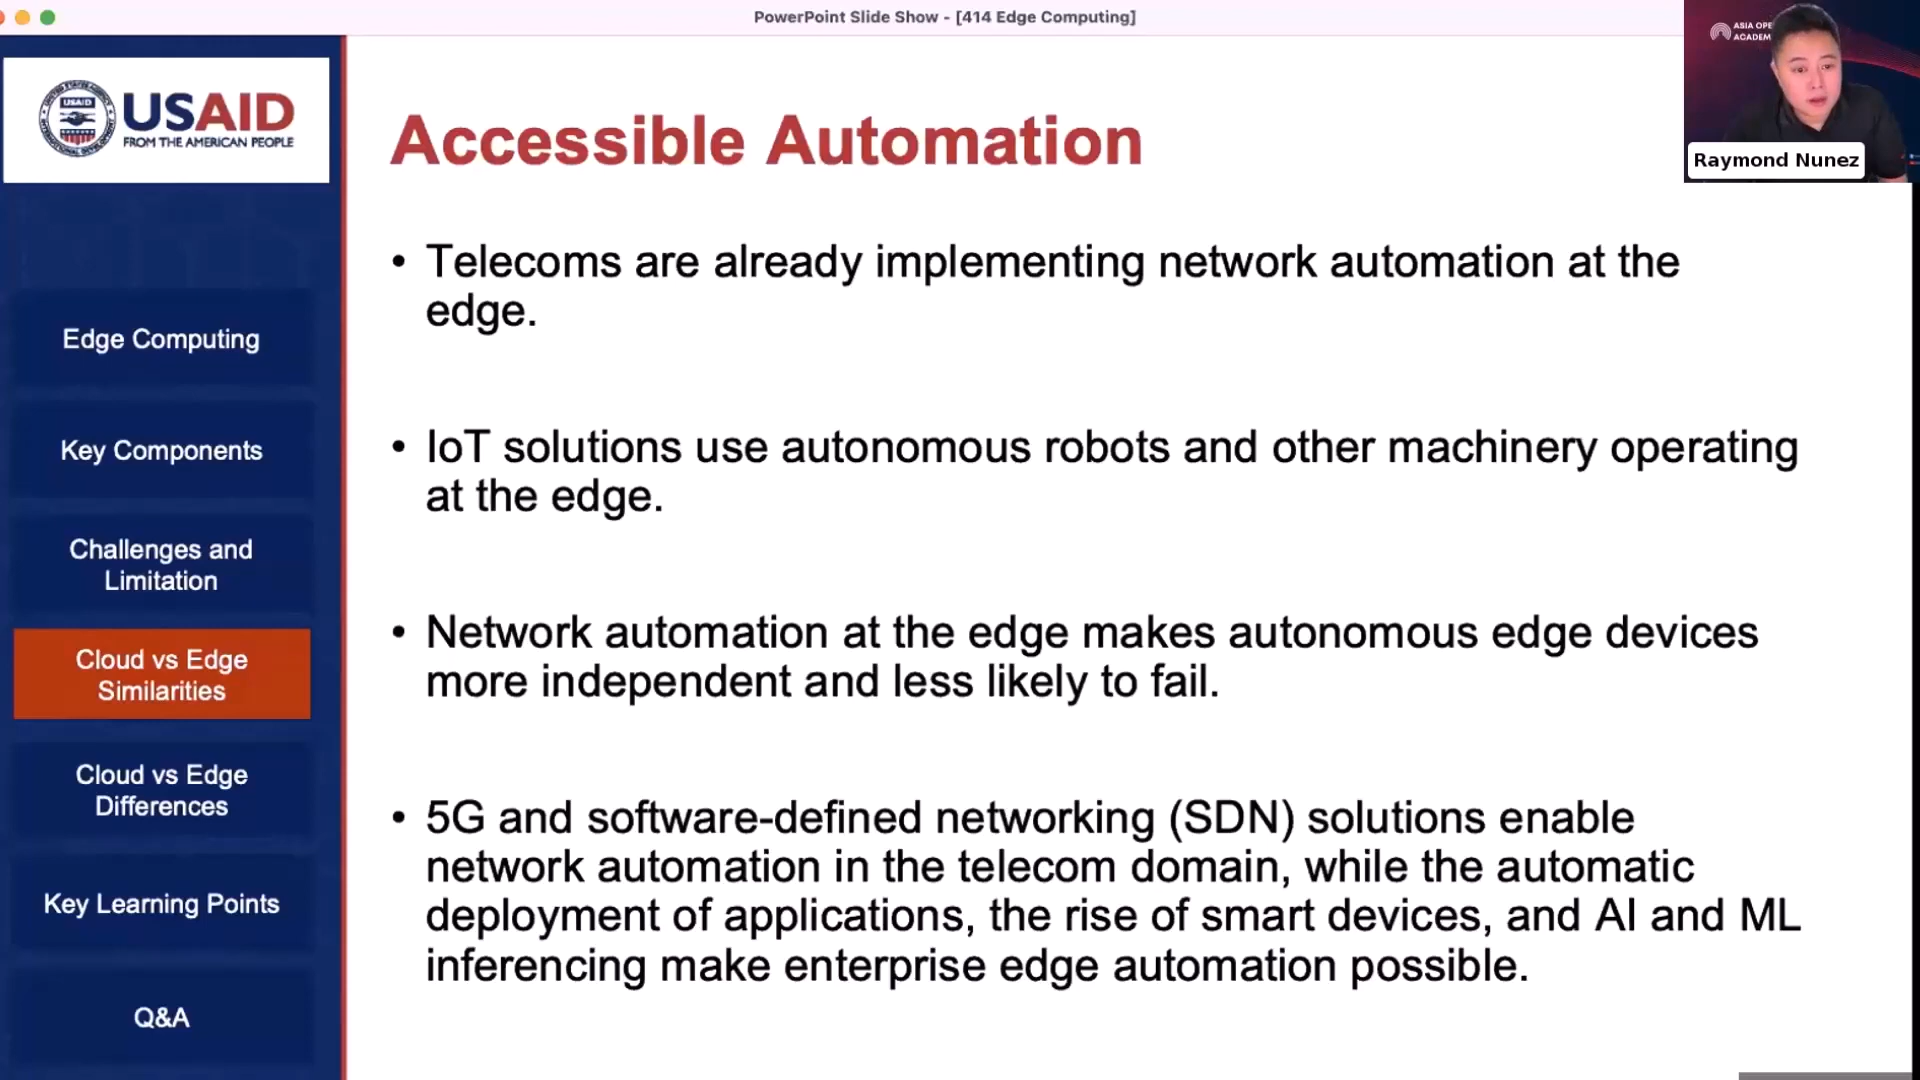 PowerPoint Slide Show - [414 Edge Computing]
USAID
USAID
FROM THE AMERICAN PEOPLE
Edge Computing
Key Components
Challenges and
Limitation
Cloud vs Edge
Similarities
Cloud vs Edge
Differences
Key Learning Points
Q&A
Accessible Automation
• Telecoms are already implementing network automation at the
edge.
• IoT solutions use autonomous robots and other machinery operating
at the edge.
• Network automation at the edge makes autonomous edge devices
more independent and less likely to fail.
• 5G and software-defined networking (SDN) solutions enable
network automation in the telecom domain, while the automatic
deployment of applications, the rise of smart devices, and AI and ML
inferencing make enterprise edge automation possible.
ASIA OPE
ACADEM
Raymond Nunez